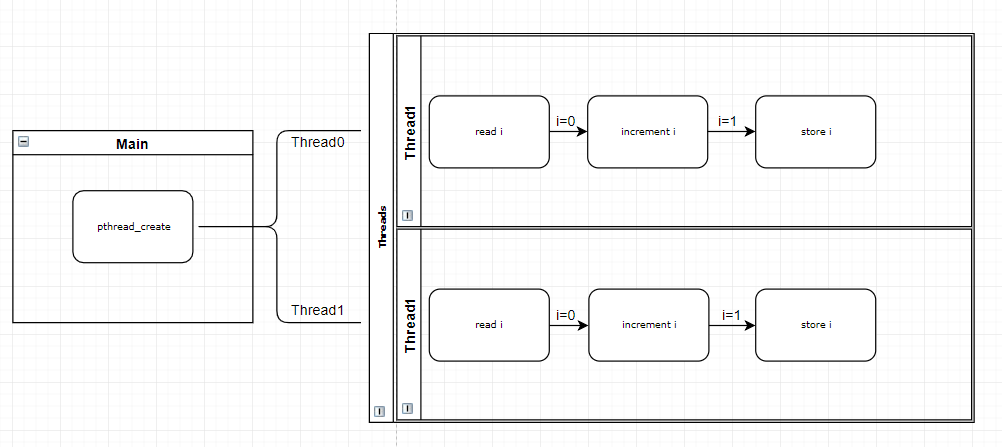 Main
pthread_create
Thread0
Thread1
Threads
Thread1
read i
i=0
increment i
i=1
store i
Thread1
read i
i=0
increment i
i=1
store i